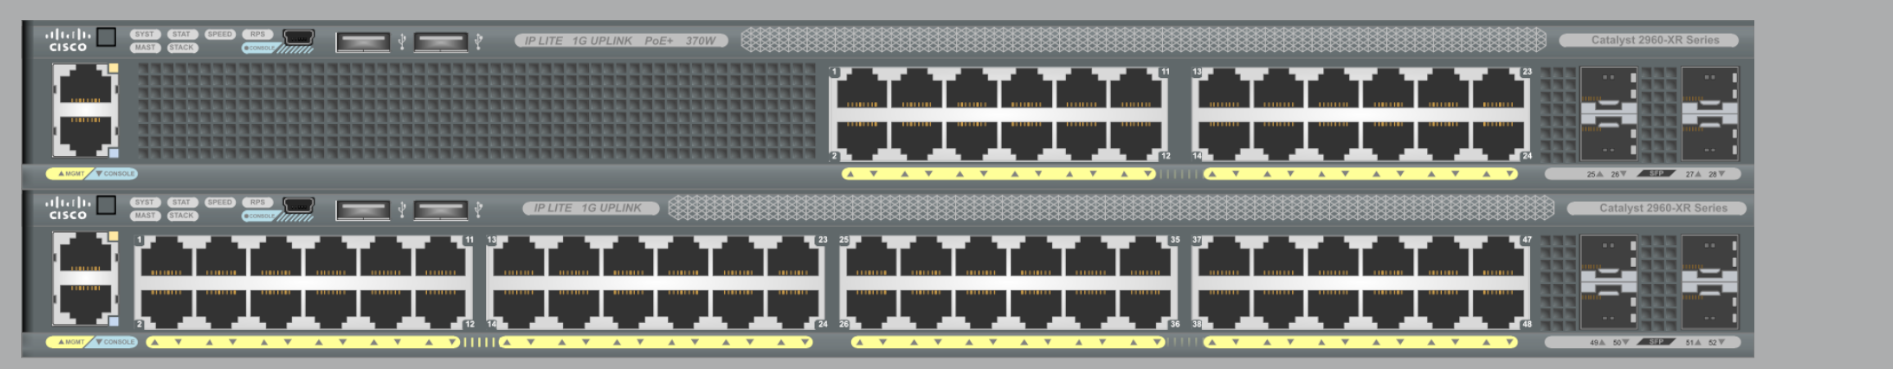 CISCO SYST STAT SPEED RPS IP LITE 1G UPLINK PoE+ 370W Catalyst 2960-XR Series
MAST STACK CONSOLE
1 11 13 23
2 12 14 24
MGMT CONSOLE 25 26 SFP 27 28
CISCO SYST STAT SPEED RPS IP LITE 1G UPLINK Catalyst 2960-XR Series
MAST STACK CONSOLE
1 11 13 23 25 35 37 47
2 12 14 24 26 36 38 48
MGMT CONSOLE 49 50 SFP 51 52